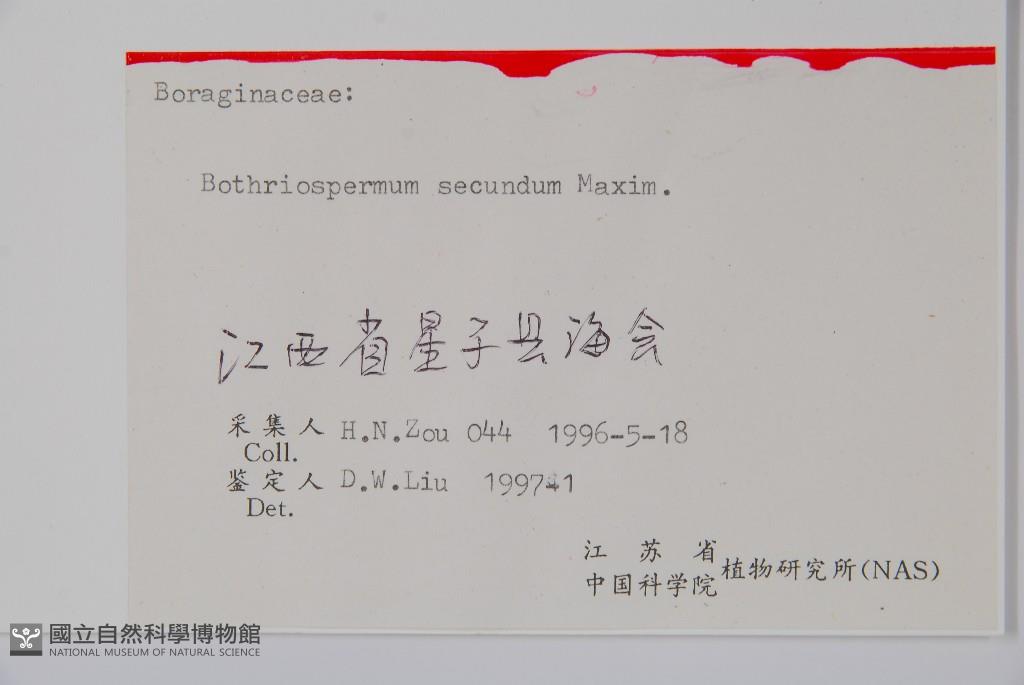 Boraginaceae:
Bothriospermum secundum Maxim.
江西省星子县海会
采集人 H.N.Zou 044 1996-5-18
Coll.
鉴定人 D.W.Liu 1997-1
Det.
江苏省
中国科学院 植物研究所(NAS)
國立自然科學博物館
NATIONAL MUSEUM OF NATURAL SCIENCE